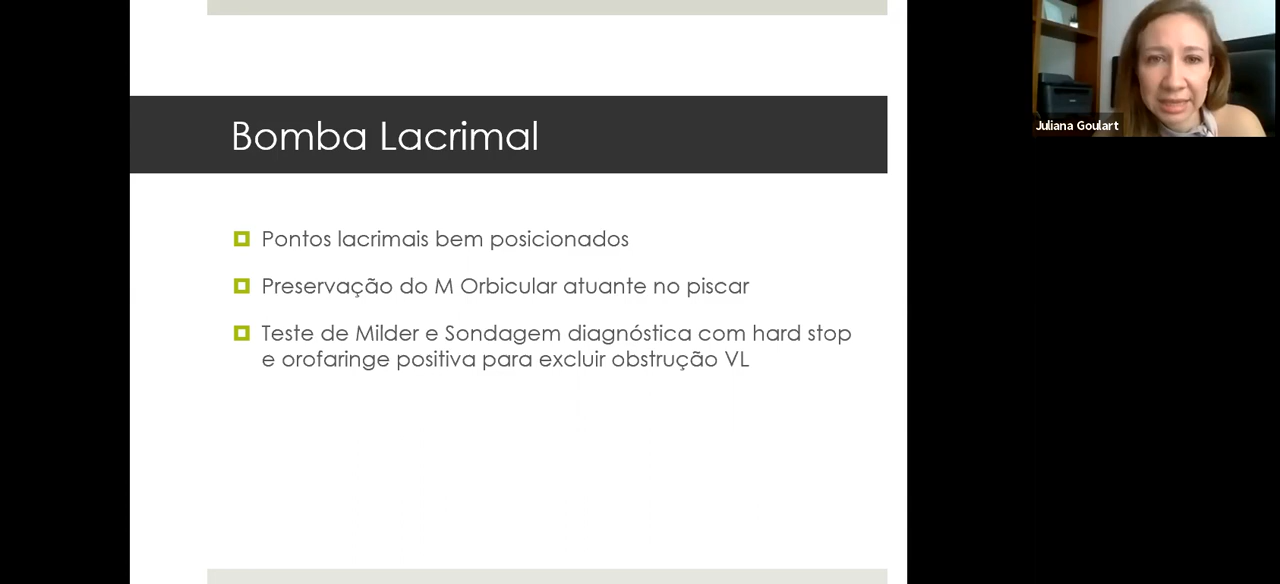 Bomba Lacrimal
Pontos lacrimais bem posicionados
Preservação do M Orbicular atuante no piscar
Teste de Milder e Sondagem diagnóstica com hard stop
e orofaringe positiva para excluir obstrução VL
Juliana Goulart